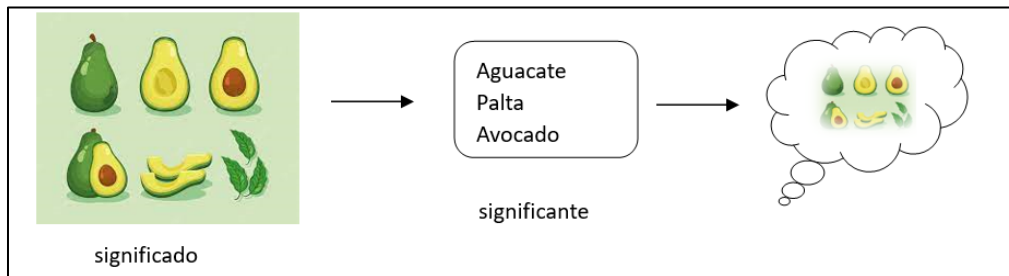 Aguacate
Palta
Avocado
significante
significado